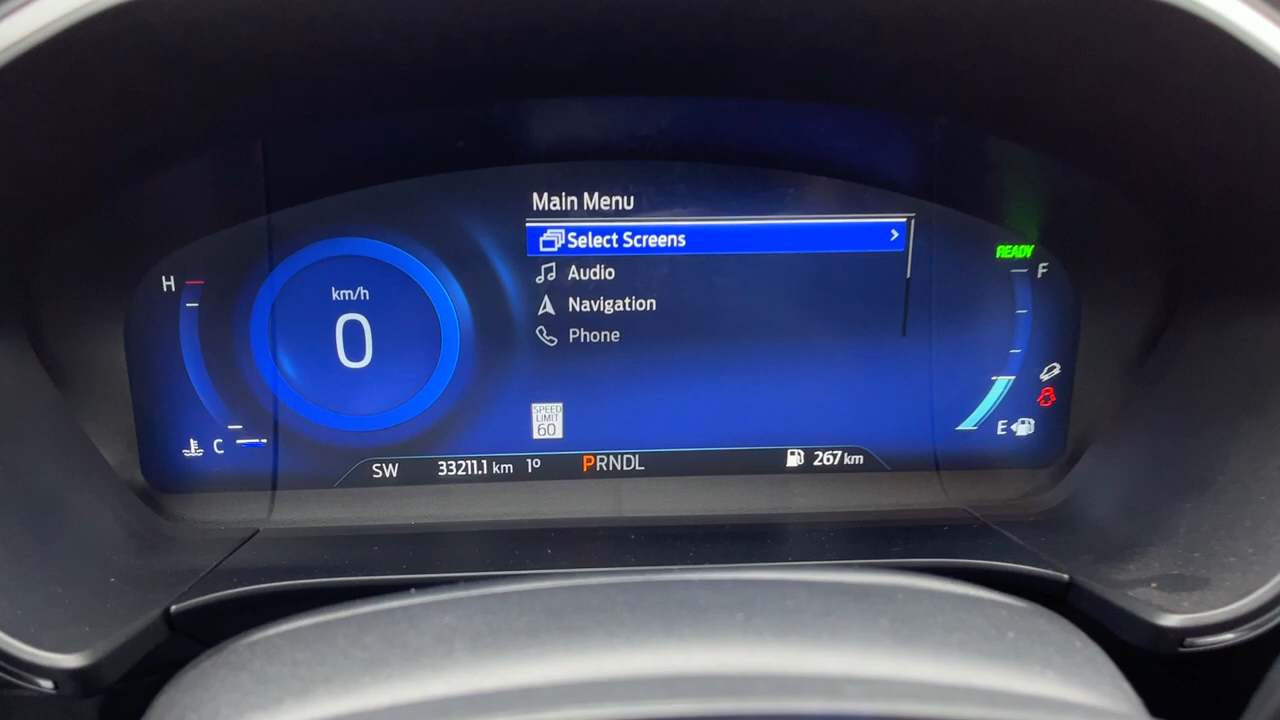 Main Menu
Select Screens
Audio
Navigation
Phone
H
C
km/h
0
READY
F
E
SPEED
LIMIT
60
SW 33211.1 km 1° PRNDL 267 km